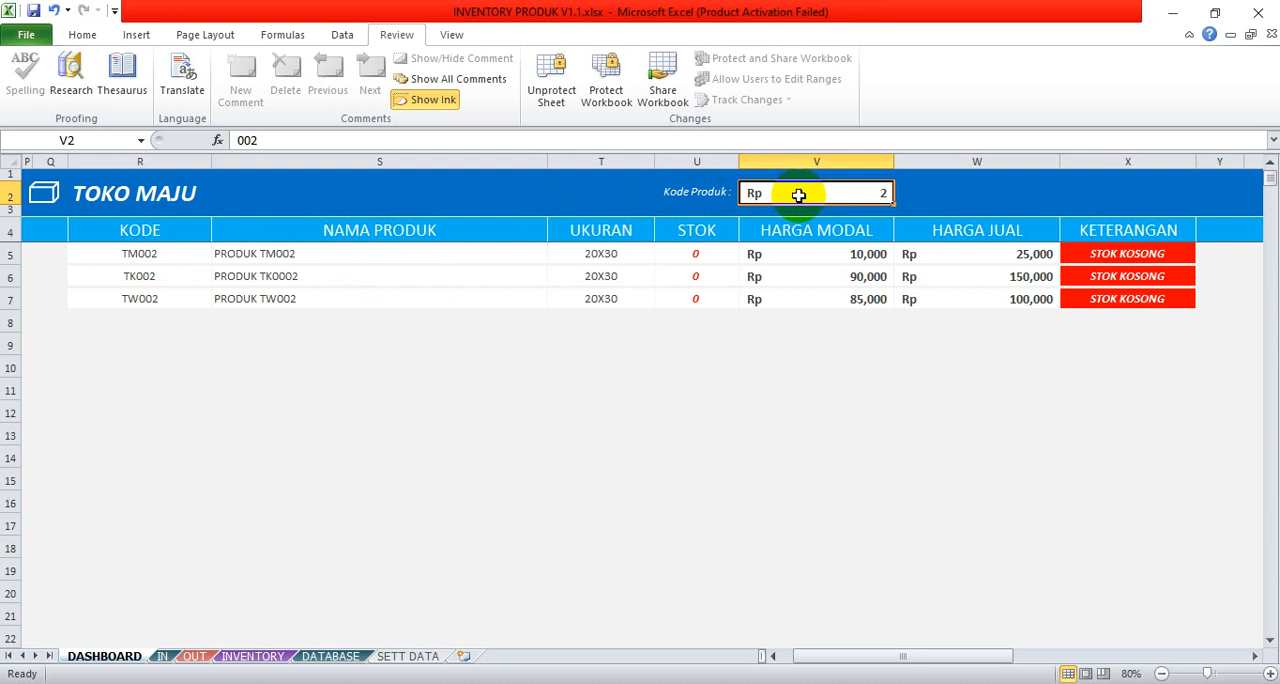 INVENTORY PRODUK V1.1.xlsx - Microsoft Excel (Product Activation Failed)
File Home Insert Page Layout Formulas Data Review View
ABC
Spelling Research Thesaurus
Proofing
Translate
Language
New Comment
Delete
Previous
Next
Show/Hide Comment
Show All Comments
Show Ink
Comments
Unprotect Sheet
Protect Workbook
Share Workbook
Protect and Share Workbook
Allow Users to Edit Ranges
Track Changes
Changes
V2 fx 002
P Q R S T U V W X Y
1
2 TOKO MAJU Kode Produk : Rp 2
3
4 KODE NAMA PRODUK UKURAN STOK HARGA MODAL HARGA JUAL KETERANGAN
5 TM002 PRODUK TM002 20X30 0 Rp 10,000 Rp 25,000 STOK KOSONG
6 TK002 PRODUK TK0002 20X30 0 Rp 90,000 Rp 150,000 STOK KOSONG
7 TW002 PRODUK TW002 20X30 0 Rp 85,000 Rp 100,000 STOK KOSONG
8
9
10
11
12
13
14
15
16
17
18
19
20
21
22
DASHBOARD IN OUT INVENTORY DATABASE SETT DATA
Ready 80%